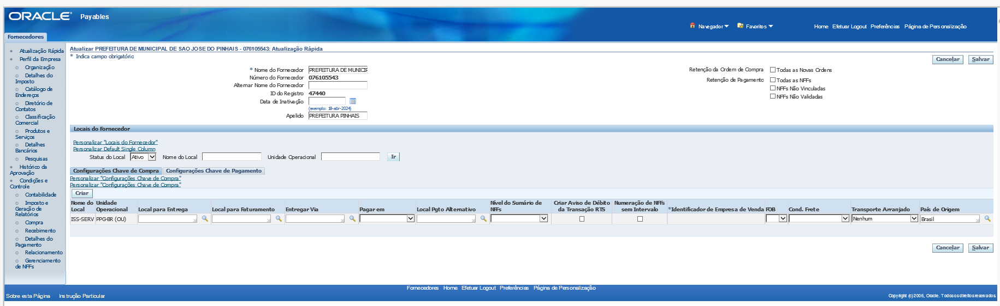 ORACLE Payables
Navegador Favoritos Home Efetuar Logout Preferências Página de Personalização
Fornecedores
Atualização Rápida
Perfil da Empresa
Organização
Detalhes do
Imposto
Catálogo de
Endereços
Diretório de
Contatos
Classificação
Comercial
Produtos e
Serviços
Detalhes
Bancários
Pesquisas
Histórico da
Aprovação
Condições e
Controle
Contabilidade
Imposto e
Geração de
Relatórios
Compra
Recebimento
Detalhes do
Pagamento
Relacionamento
Gerenciamento
de NFFs
Atualizar PREFEITURA DE MUNICIPAL DE SAO JOSE DO PINHAIS - 076105543: Atualização Rápida
* Indica campo obrigatório
Cancelar Salvar
* Nome do Fornecedor PREFEITURA DE MUNICIP
Número do Fornecedor 076105543
Alternar Nome do Fornecedor
ID do Registro 47440
Data de Inativação
(exemplo: 18-abr-2024)
Apelido PREFEITURA PINHAIS
Retenção da Ordem de Compra Todas as Novas Ordens
Retenção de Pagamento Todas as NFFs
NFFs Não Vinculadas
NFFs Não Validadas
Locais do Fornecedor
Personalizar "Locais do Fornecedor"
Personalizar Default Single Column
Status do Local Ativo Nome do Local Unidade Operacional Ir
Configurações Chave de Compra Configurações Chave de Pagamento
Personalizar "Configurações Chave de Compra"
Personalizar "Configurações Chave de Compra"
Criar
Nome do Local Unidade Operacional Local para Entrega Local para Faturamento Entregar Via Pagar em Local Pgto Alternativo Nível do Sumário de NFFs Criar Aviso de Débito da Transação RTS Numeração de NFFs sem Intervalo *Identificador de Empresa de Venda FOB Cond. Frete Transporte Arranjado País de Origem
ISS-SERV PPG-BR (OU) Nenhum Brasil
Cancelar Salvar
Fornecedores Home Efetuar Logout Preferências Página de Personalização
Sobre esta Página Instrução Particular
Copyright (c) 2006, Oracle. Todos os direitos reservados.